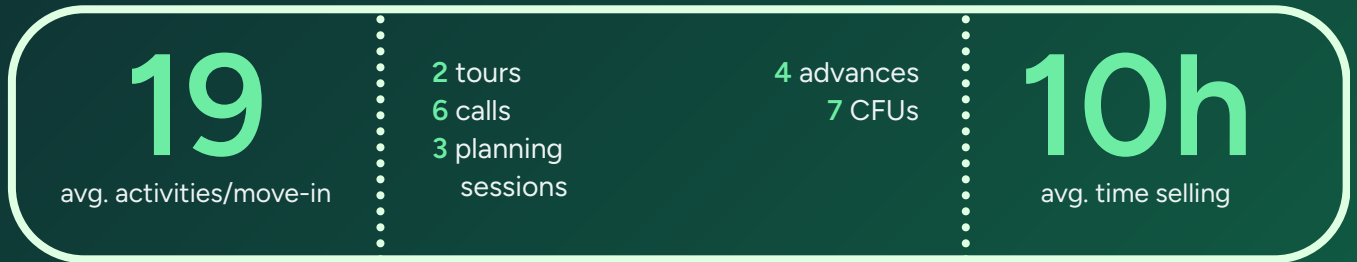 19
avg. activities/move-in
2 tours
6 calls
3 planning
sessions
4 advances
7 CFUs
10h
avg. time selling